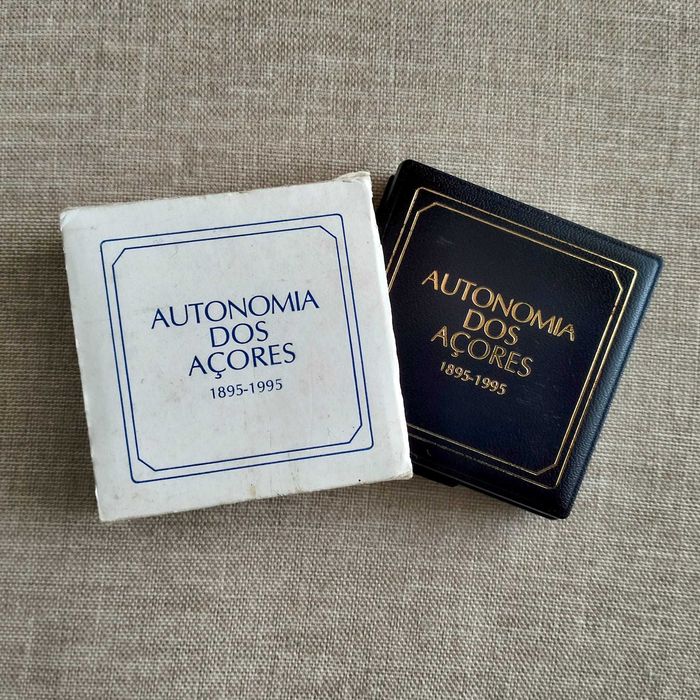 AUTONOMIA
DOS
AÇORES
1895-1995
AUTONOMIA
DOS
AÇORES
1895-1995